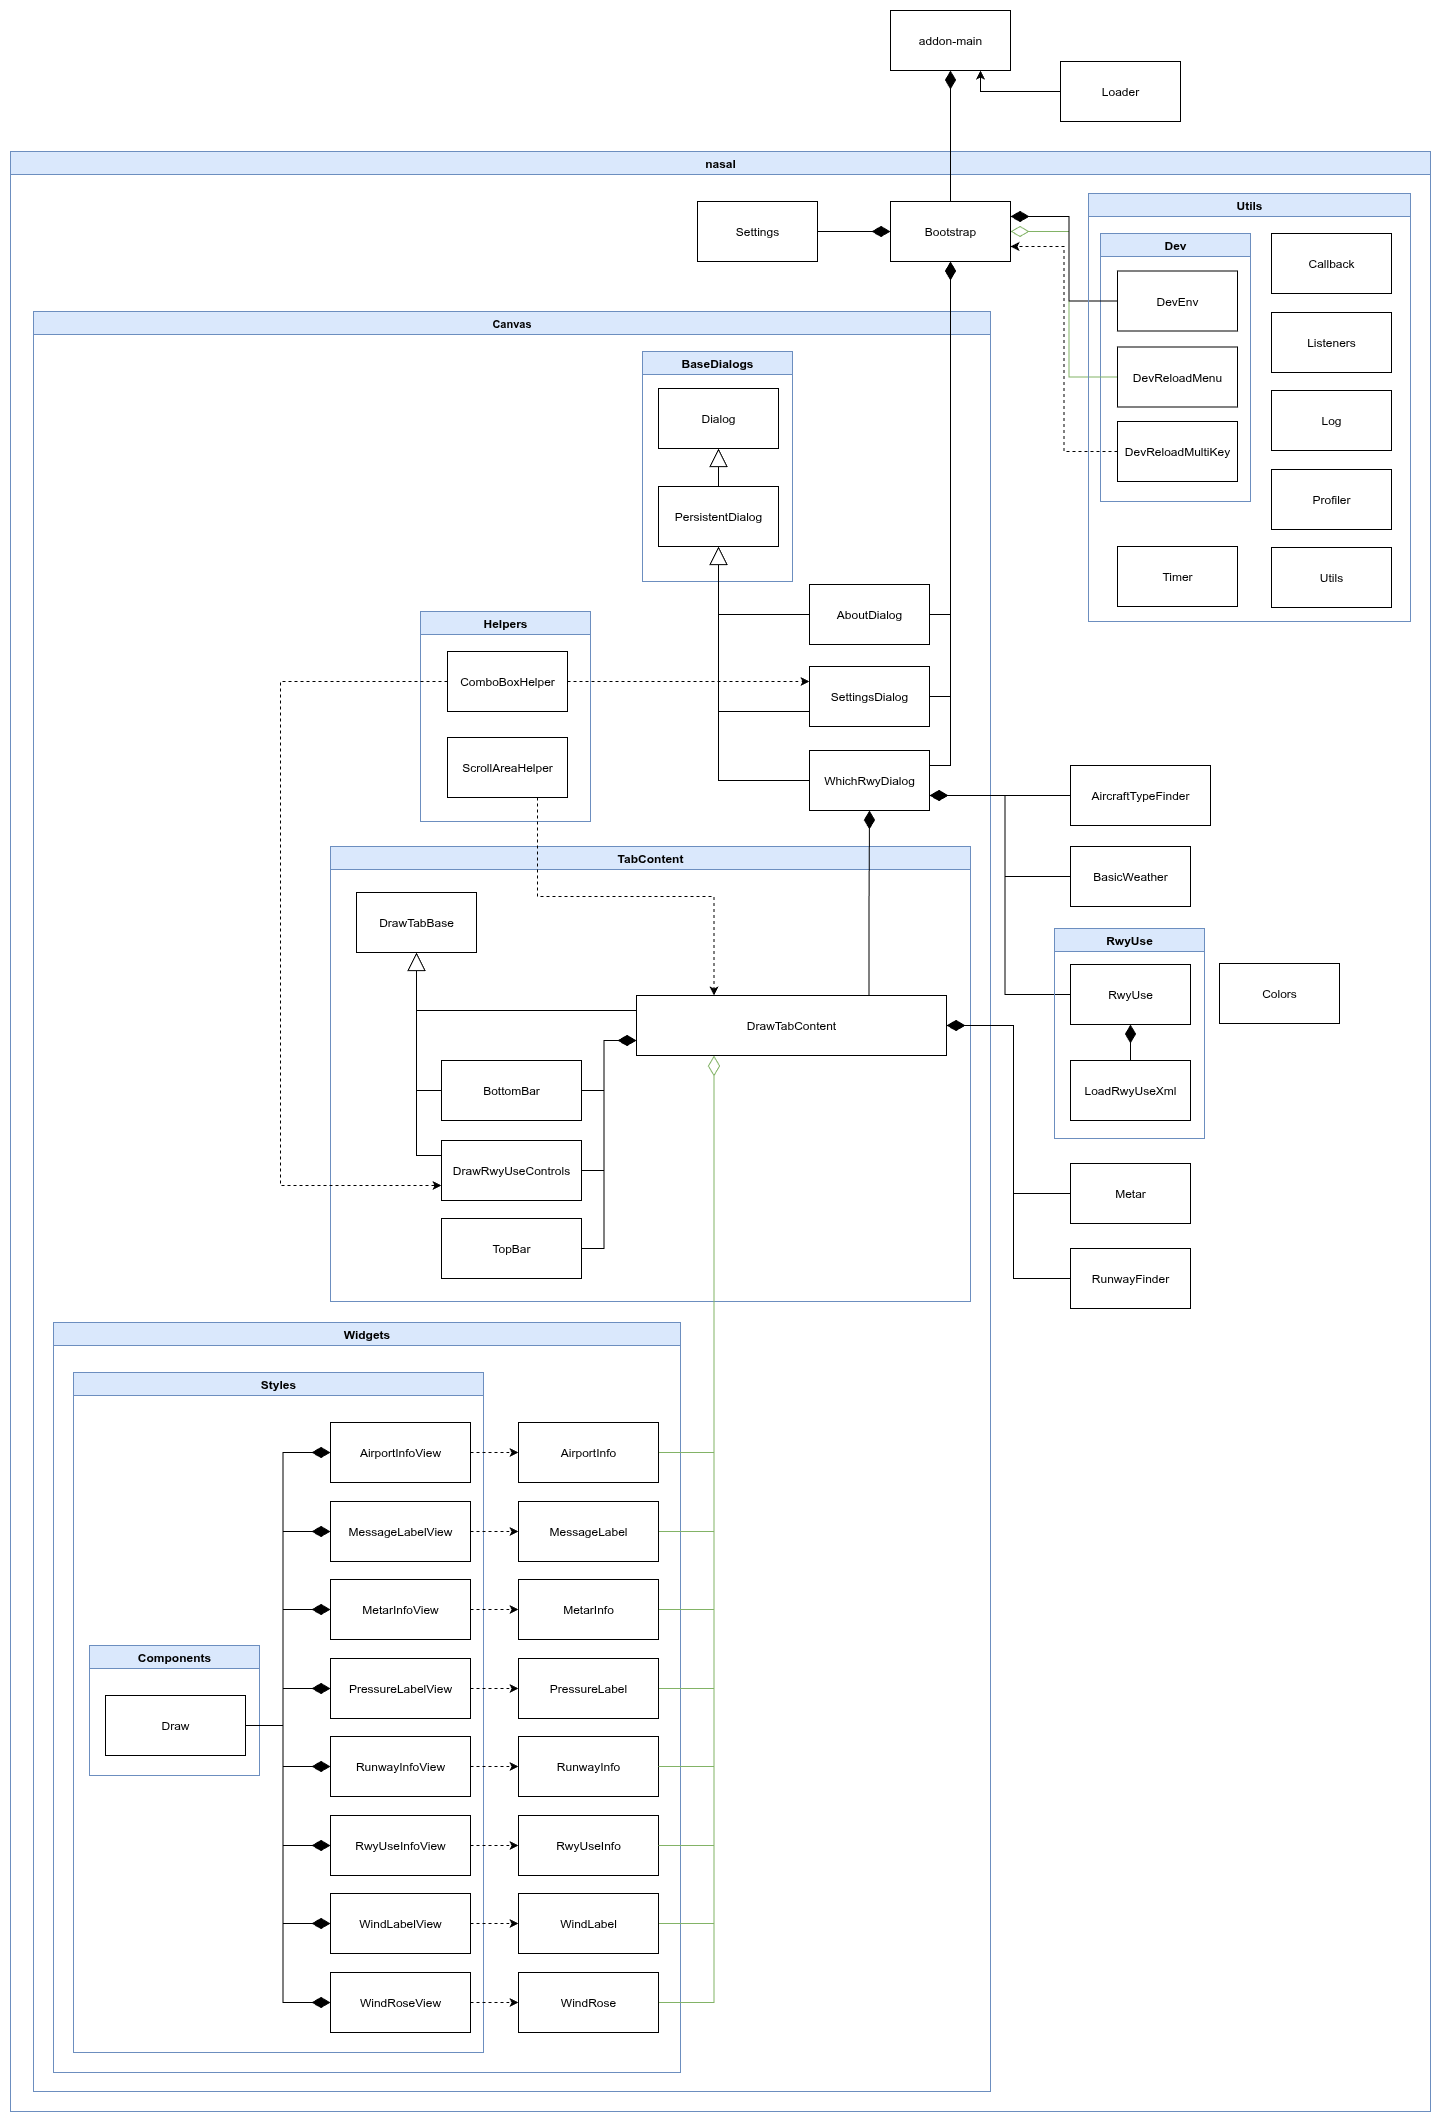 addon-main
Loader
nasal
Settings
Bootstrap
Utils
Dev
DevEnv
DevReloadMenu
DevReloadMultiKey
Timer
Callback
Listeners
Log
Profiler
Utils
Canvas
BaseDialogs
Dialog
PersistentDialog
AboutDialog
SettingsDialog
WhichRwyDialog
Helpers
ComboBoxHelper
ScrollAreaHelper
AircraftTypeFinder
BasicWeather
RwyUse
RwyUse
LoadRwyUseXml
Colors
Metar
RunwayFinder
TabContent
DrawTabBase
DrawTabContent
BottomBar
DrawRwyUseControls
TopBar
Widgets
Styles
AirportInfoView
AirportInfo
MessageLabelView
MessageLabel
MetarInfoView
MetarInfo
Components
Draw
PressureLabelView
PressureLabel
RunwayInfoView
RunwayInfo
RwyUseInfoView
RwyUseInfo
WindLabelView
WindLabel
WindRoseView
WindRose